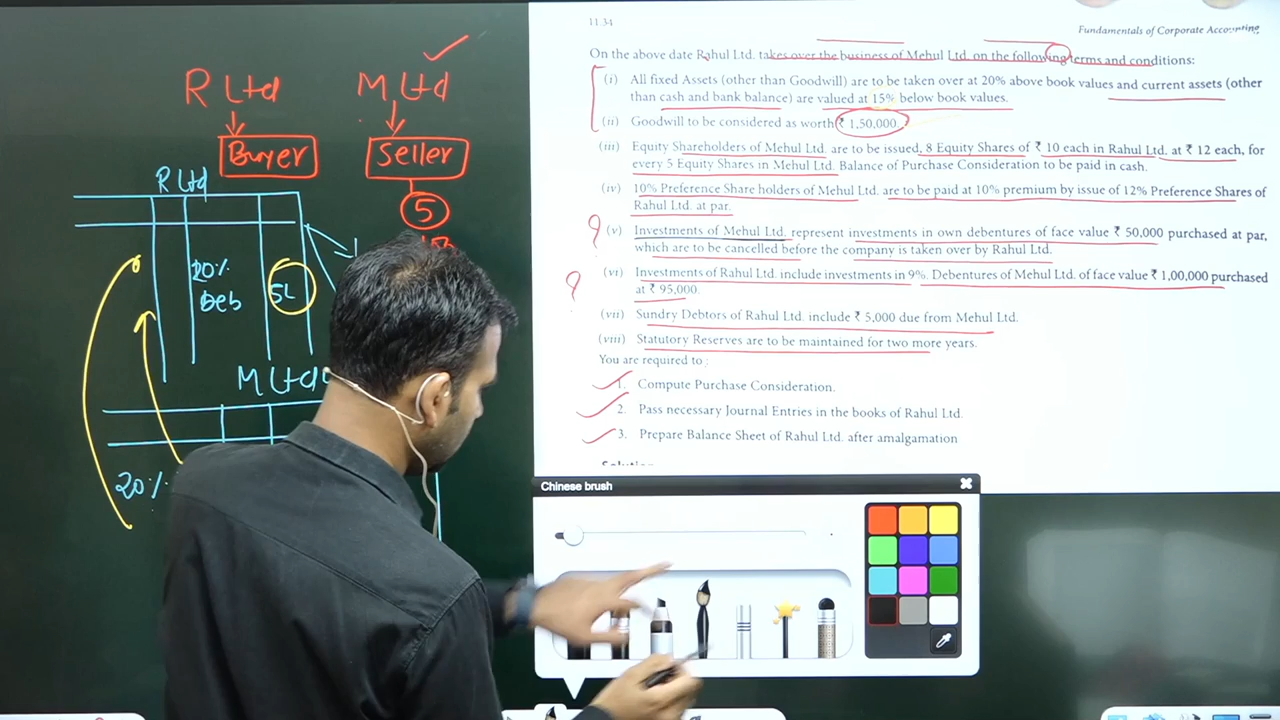 R Ltd
M Ltd
Buyer
Seller
R Ltd
5
20%
Deb
5L
M Ltd
20%
11.34
Fundamentals of Corporate Accounting
On the above date Rahul Ltd. takes over the business of Mehul Ltd. on the following terms and conditions:
(i) All fixed Assets (other than Goodwill) are to be taken over at 20% above book values and current assets (other
than cash and bank balance) are valued at 15% below book values.
(ii) Goodwill to be considered as worth ₹ 1,50,000.
(iii) Equity Shareholders of Mehul Ltd. are to be issued, 8 Equity Shares of ₹ 10 each in Rahul Ltd. at ₹ 12 each, for
every 5 Equity Shares in Mehul Ltd. Balance of Purchase Consideration to be paid in cash.
(iv) 10% Preference Share holders of Mehul Ltd. are to be paid at 10% premium by issue of 12% Preference Shares of
Rahul Ltd. at par.
? (v) Investments of Mehul Ltd. represent investments in own debentures of face value ₹ 50,000 purchased at par,
which are to be cancelled before the company is taken over by Rahul Ltd.
? (vi) Investments of Rahul Ltd. include investments in 9%. Debentures of Mehul Ltd. of face value ₹ 1,00,000 purchased
at ₹ 95,000.
(vii) Sundry Debtors of Rahul Ltd. include ₹ 5,000 due from Mehul Ltd.
(viii) Statutory Reserves are to be maintained for two more years.
You are required to :
1. Compute Purchase Consideration.
2. Pass necessary Journal Entries in the books of Rahul Ltd.
3. Prepare Balance Sheet of Rahul Ltd. after amalgamation
Solution
Chinese brush